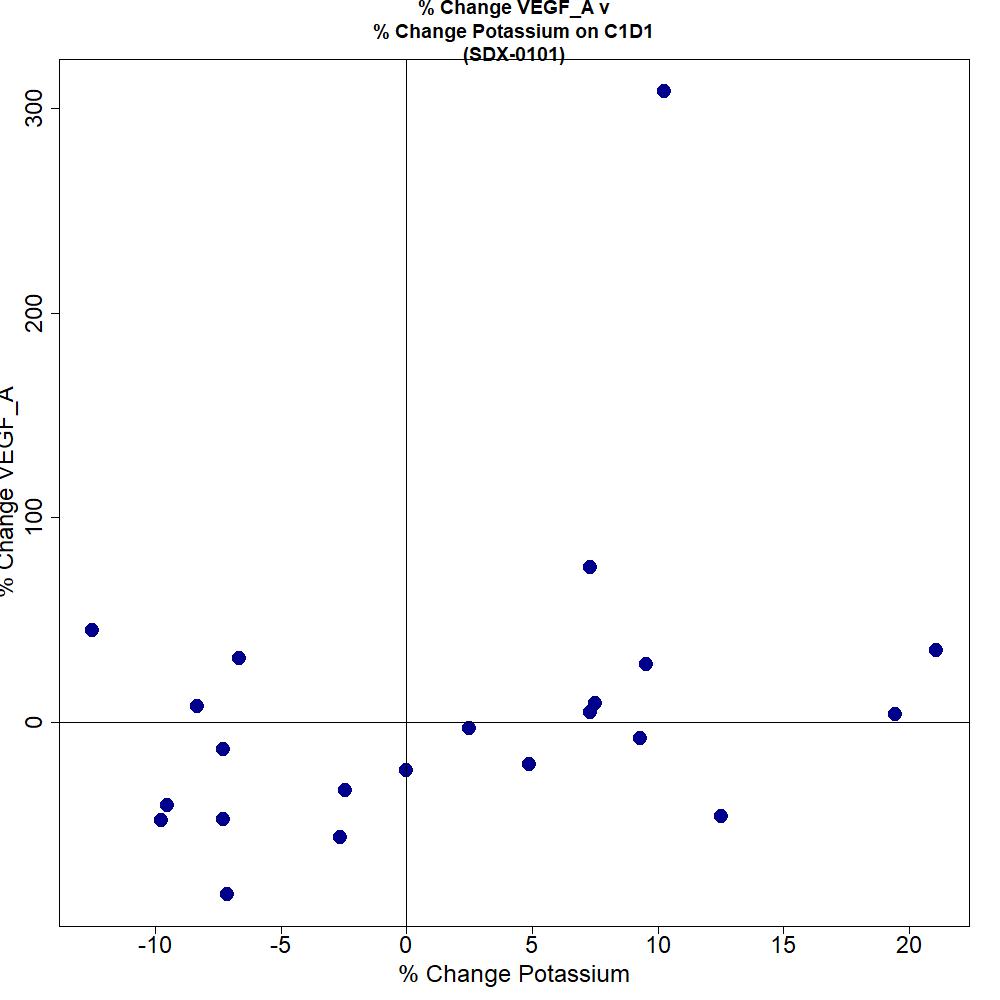 % Change VEGF_A v
% Change Potassium on C1D1
(SDX-0101)
300
200
100
0
% Change VEGF_A
-10
-5
0
5
10
15
20
% Change Potassium